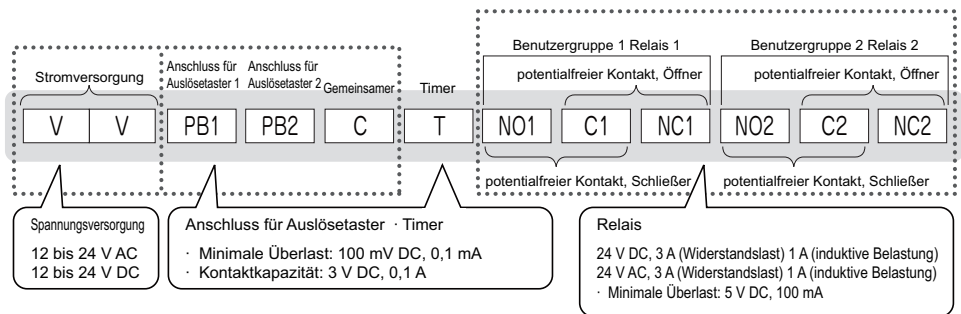 Benutzergruppe 1 Relais 1 Benutzergruppe 2 Relais 2
Anschluss für Anschluss für
Stromversorgung Auslösetaster 1 Auslösetaster 2 Gemeinsamer Timer potentialfreier Kontakt, Öffner potentialfreier Kontakt, Öffner
V V PB1 PB2 C T NO1 C1 NC1 NO2 C2 NC2
potentialfreier Kontakt, Schließer potentialfreier Kontakt, Schließer
Spannungsversorgung
12 bis 24 V AC
12 bis 24 V DC
Anschluss für Auslösetaster · Timer
· Minimale Überlast: 100 mV DC, 0,1 mA
· Kontaktkapazität: 3 V DC, 0,1 A
Relais
24 V DC, 3 A (Widerstandslast) 1 A (induktive Belastung)
24 V AC, 3 A (Widerstandslast) 1 A (induktive Belastung)
· Minimale Überlast: 5 V DC, 100 mA